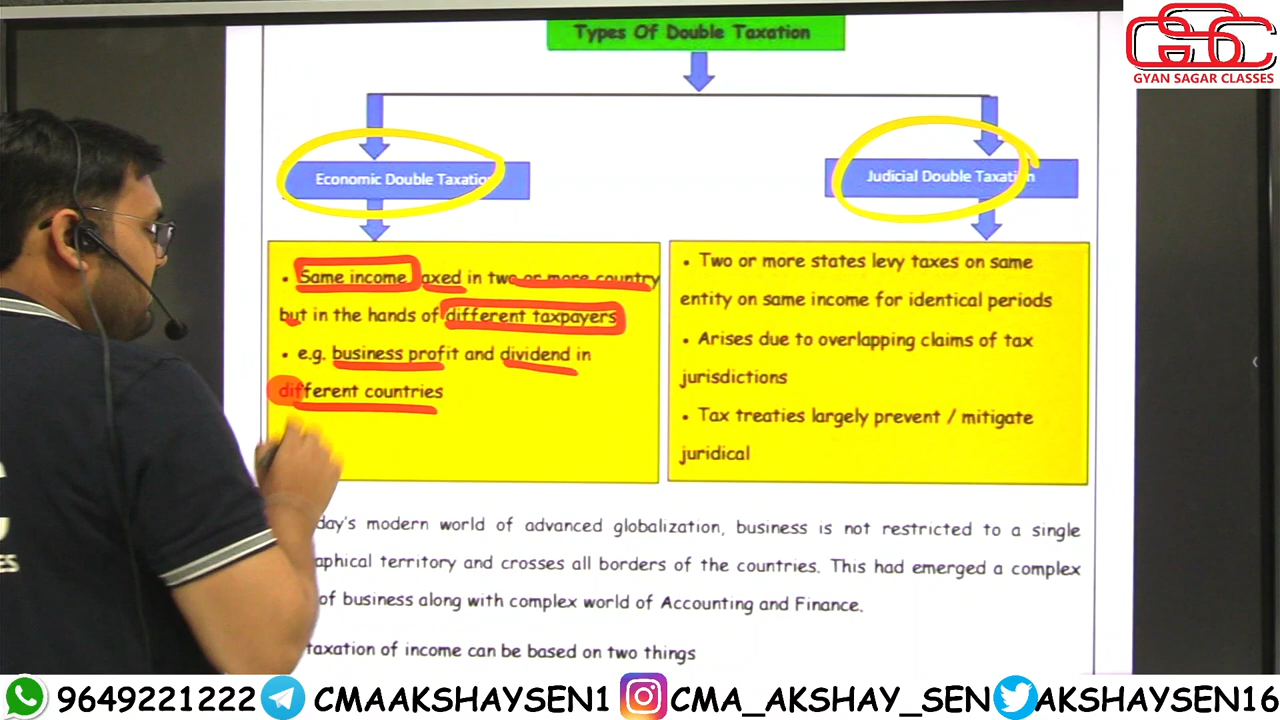 Types Of Double Taxation
GYAN SAGAR CLASSES
Economic Double Taxation
Judicial Double Taxation
• Same income taxed in two or more country
but in the hands of different taxpayers
• e.g. business profit and dividend in
different countries
• Two or more states levy taxes on same
entity on same income for identical periods
• Arises due to overlapping claims of tax
jurisdictions
• Tax treaties largely prevent / mitigate
juridical
day's modern world of advanced globalization, business is not restricted to a single
aphical territory and crosses all borders of the countries. This had emerged a complex
of business along with complex world of Accounting and Finance.
taxation of income can be based on two things
9649221222 CMAAKSHAYSEN1 CMA_AKSHAY_SEN AKSHAYSEN16